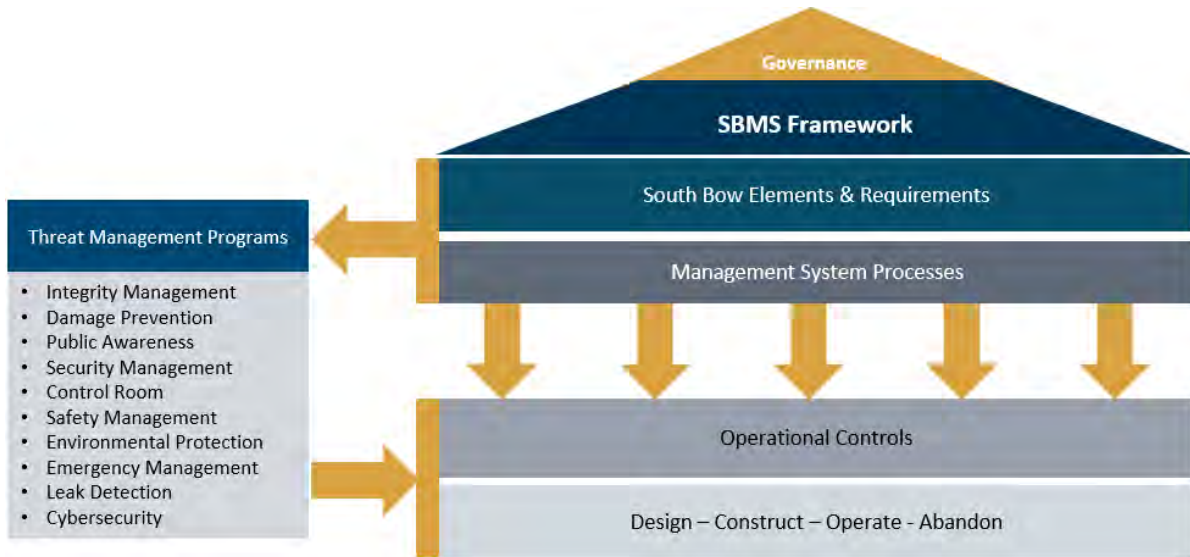 Governance
SBMS Framework
South Bow Elements & Requirements
Management System Processes
Threat Management Programs
• Integrity Management
• Damage Prevention
• Public Awareness
• Security Management
• Control Room
• Safety Management
• Environmental Protection
• Emergency Management
• Leak Detection
• Cybersecurity
Operational Controls
Design – Construct – Operate - Abandon